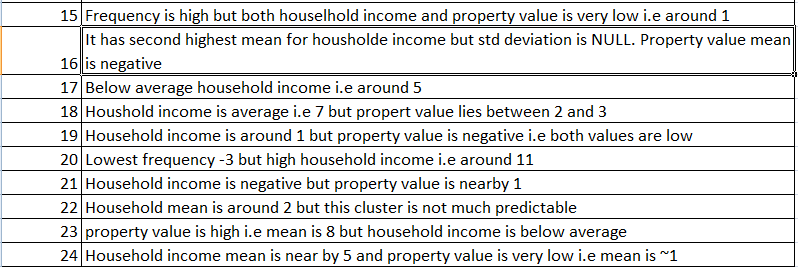 15 Frequency is high but both houselhold income and property value is very low i.e around 1
It has second highest mean for housholde income but std deviation is NULL. Property value mean
16 is negative
17 Below average household income i.e around 5
18 Houshold income is average i.e 7 but propert value lies between 2 and 3
19 Household income is around 1 but property value is negative i.e both values are low
20 Lowest frequency -3 but high household income i.e around 11
21 Household income is negative but property value is nearby 1
22 Household mean is around 2 but this cluster is not much predictable
23 property value is high i.e mean is 8 but household income is below average
24 Household income mean is near by 5 and property value is very low i.e mean is ~1